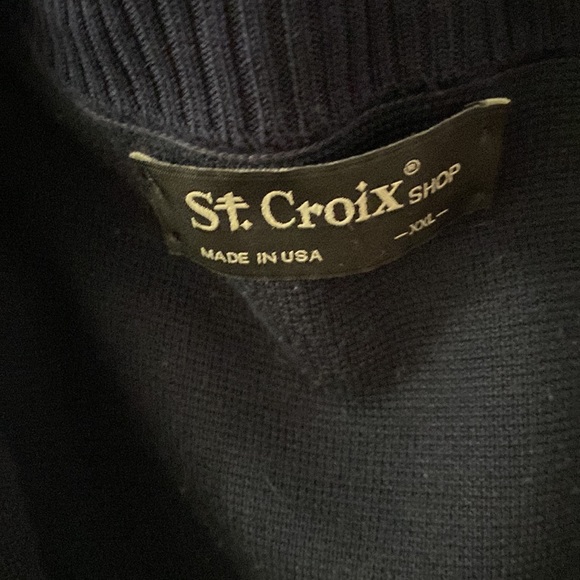 St. Croix® SHOP
MADE IN USA -XXL-